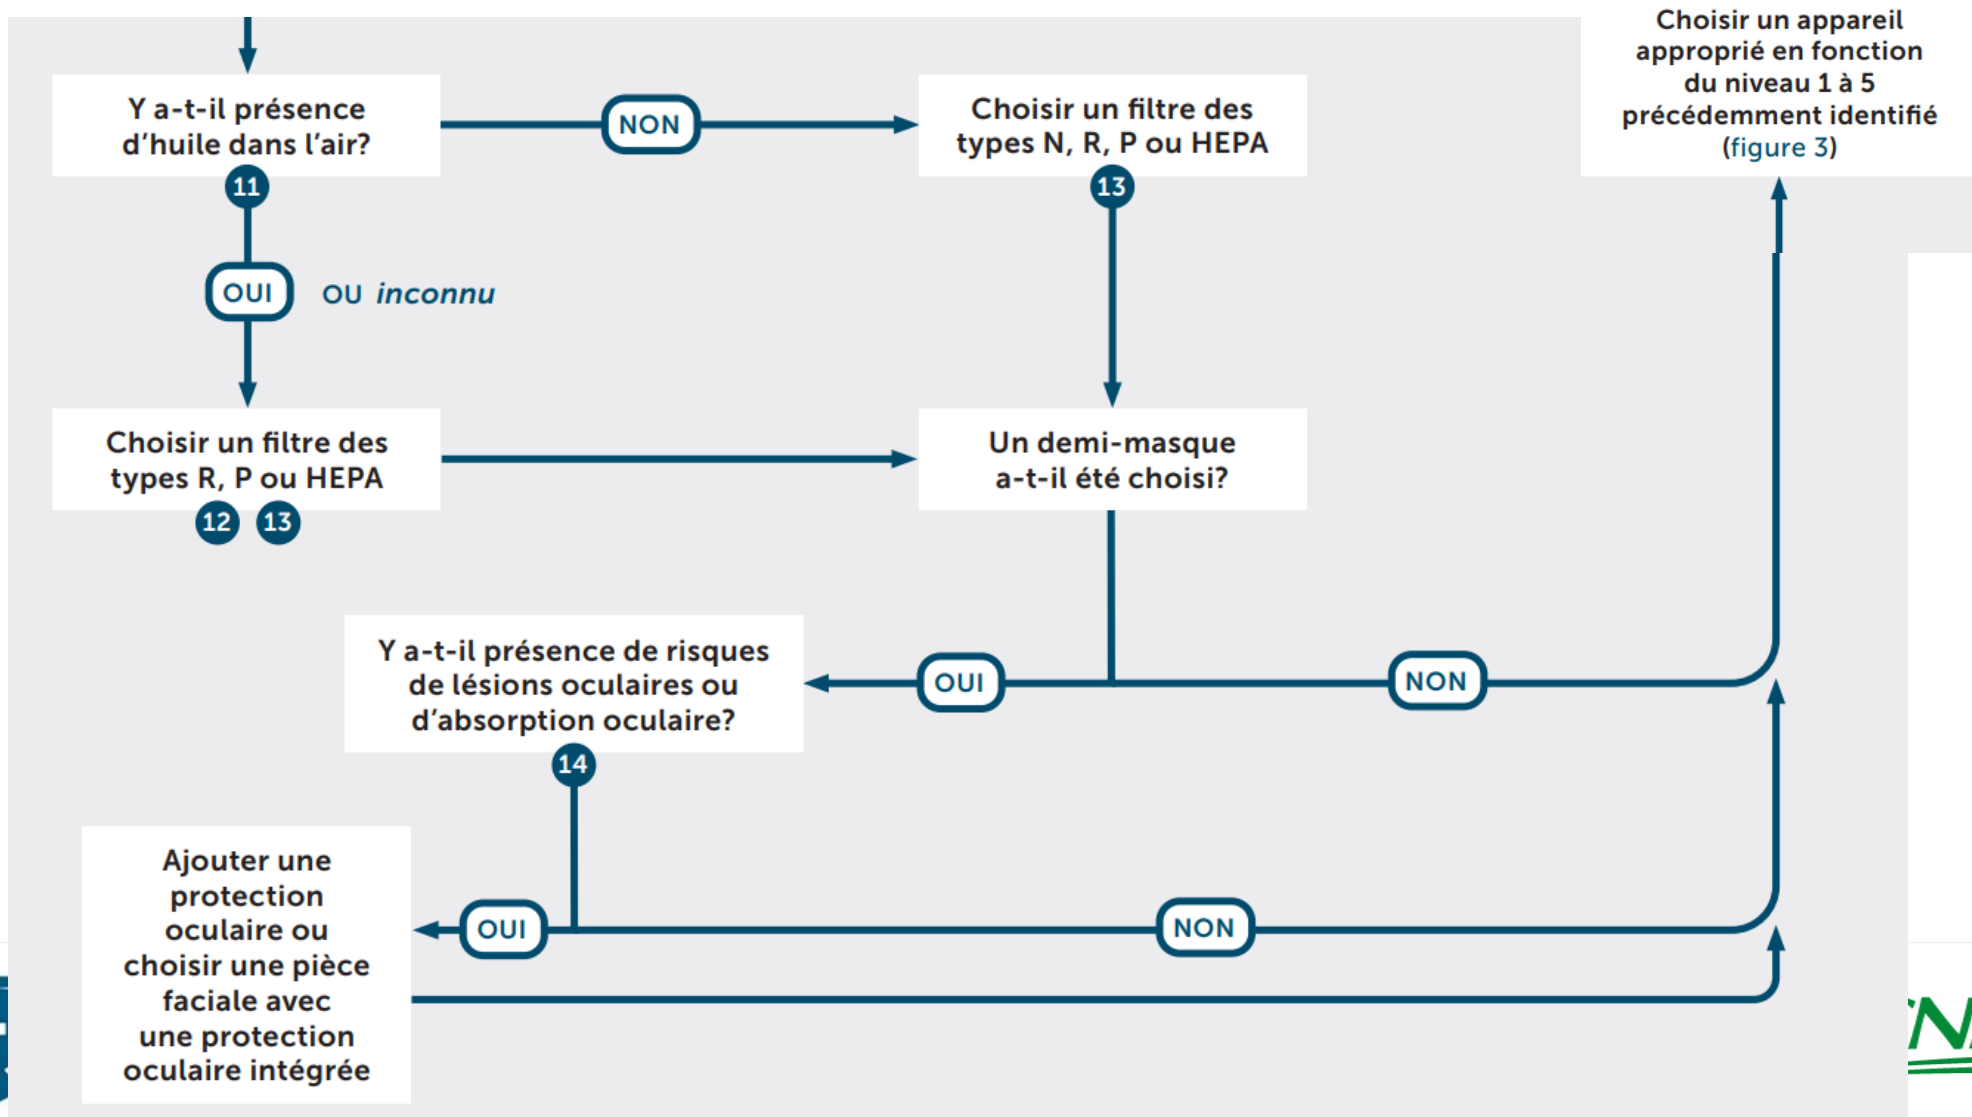 Choisir un appareil
approprié en fonction
du niveau 1 à 5
précédemment identifié
(figure 3)
Y a-t-il présence
d'huile dans l'air?
11
NON
Choisir un filtre des
types N, R, P ou HEPA
13
OUI
OU inconnu
Choisir un filtre des
types R, P ou HEPA
12 13
Un demi-masque
a-t-il été choisi?
OUI
NON
Y a-t-il présence de risques
de lésions oculaires ou
d'absorption oculaire?
14
OUI
NON
Ajouter une
protection
oculaire ou
choisir une pièce
faciale avec
une protection
oculaire intégrée